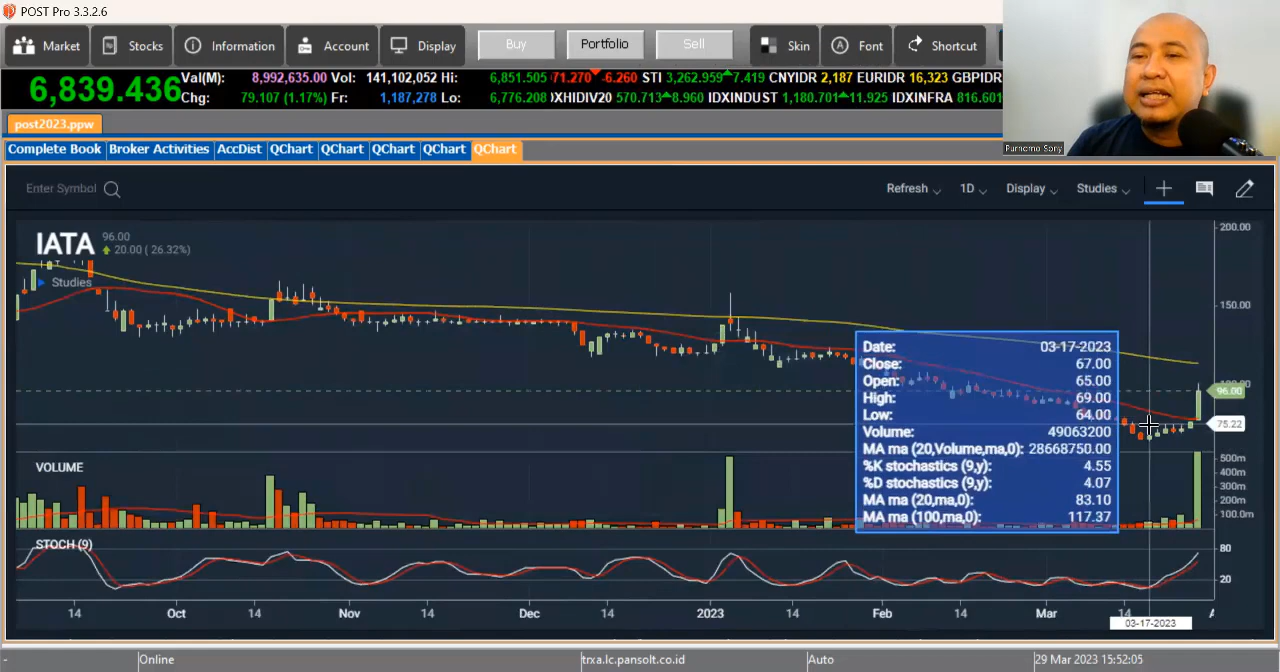 POST Pro 3.3.2.6
Market Stocks Information Account Display Buy Portfolio Sell Skin Font Shortcut
6,839.436 Val(M): 8,992,635.00 Vol: 141,102,052 Hi: 6,851.505 71.270 -6.260 STI 3,262.959 7.419 CNYIDR 2,187 EURIDR 16,323 GBPIDR
Chg: 79.107 (1.17%) Fr: 1,187,278 Lo: 6,776.208 XHIDIV20 570.713 8.960 IDXINDUST 1,180.701 11.925 IDXINFRA 816.601
Purnomo Sony
post2023.ppw
Complete Book Broker Activities AccDist QChart QChart QChart QChart QChart
Enter Symbol Refresh 1D Display Studies
IATA 96.00
20.00 ( 26.32%)
Studies
200.00
150.00
100.00
96.00
75.22
Date: 03-17-2023
Close: 67.00
Open: 65.00
High: 69.00
Low: 64.00
Volume: 49063200
MA ma (20,Volume,ma,0): 28668750.00
%K stochastics (9,y): 4.55
%D stochastics (9,y): 4.07
MA ma (20,ma,0): 83.10
MA ma (100,ma,0): 117.37
VOLUME
500m
400m
300m
200m
100.0m
STOCH (9)
80
20
14 Oct 14 Nov 14 Dec 14 2023 14 Feb 14 Mar 14
03-17-2023
- Online trxa.lc.pansolt.co.id Auto 29 Mar 2023 15:52:05